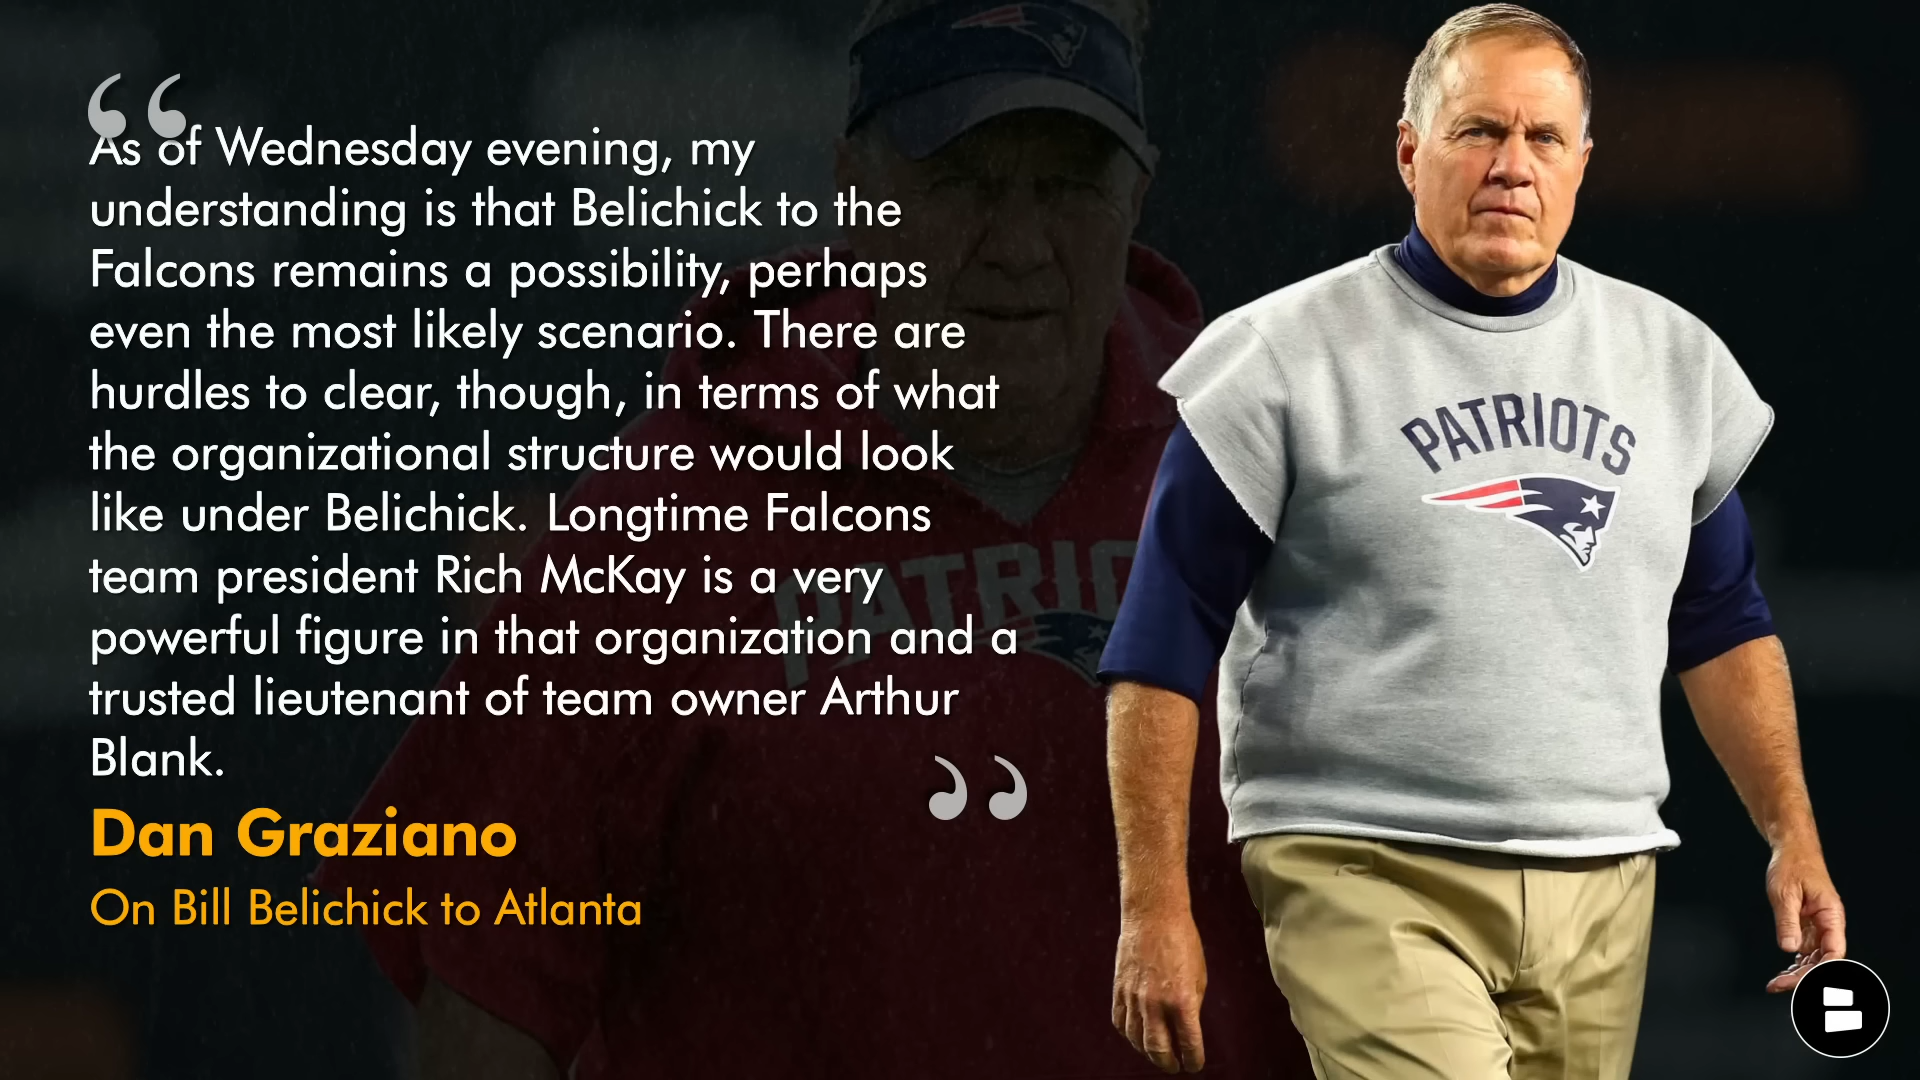 “
As of Wednesday evening, my
understanding is that Belichick to the
Falcons remains a possibility, perhaps
even the most likely scenario. There are
hurdles to clear, though, in terms of what
the organizational structure would look
like under Belichick. Longtime Falcons
team president Rich McKay is a very
powerful figure in that organization and a
trusted lieutenant of team owner Arthur
Blank.
”
Dan Graziano
On Bill Belichick to Atlanta
PATRIOTS
PATRIO